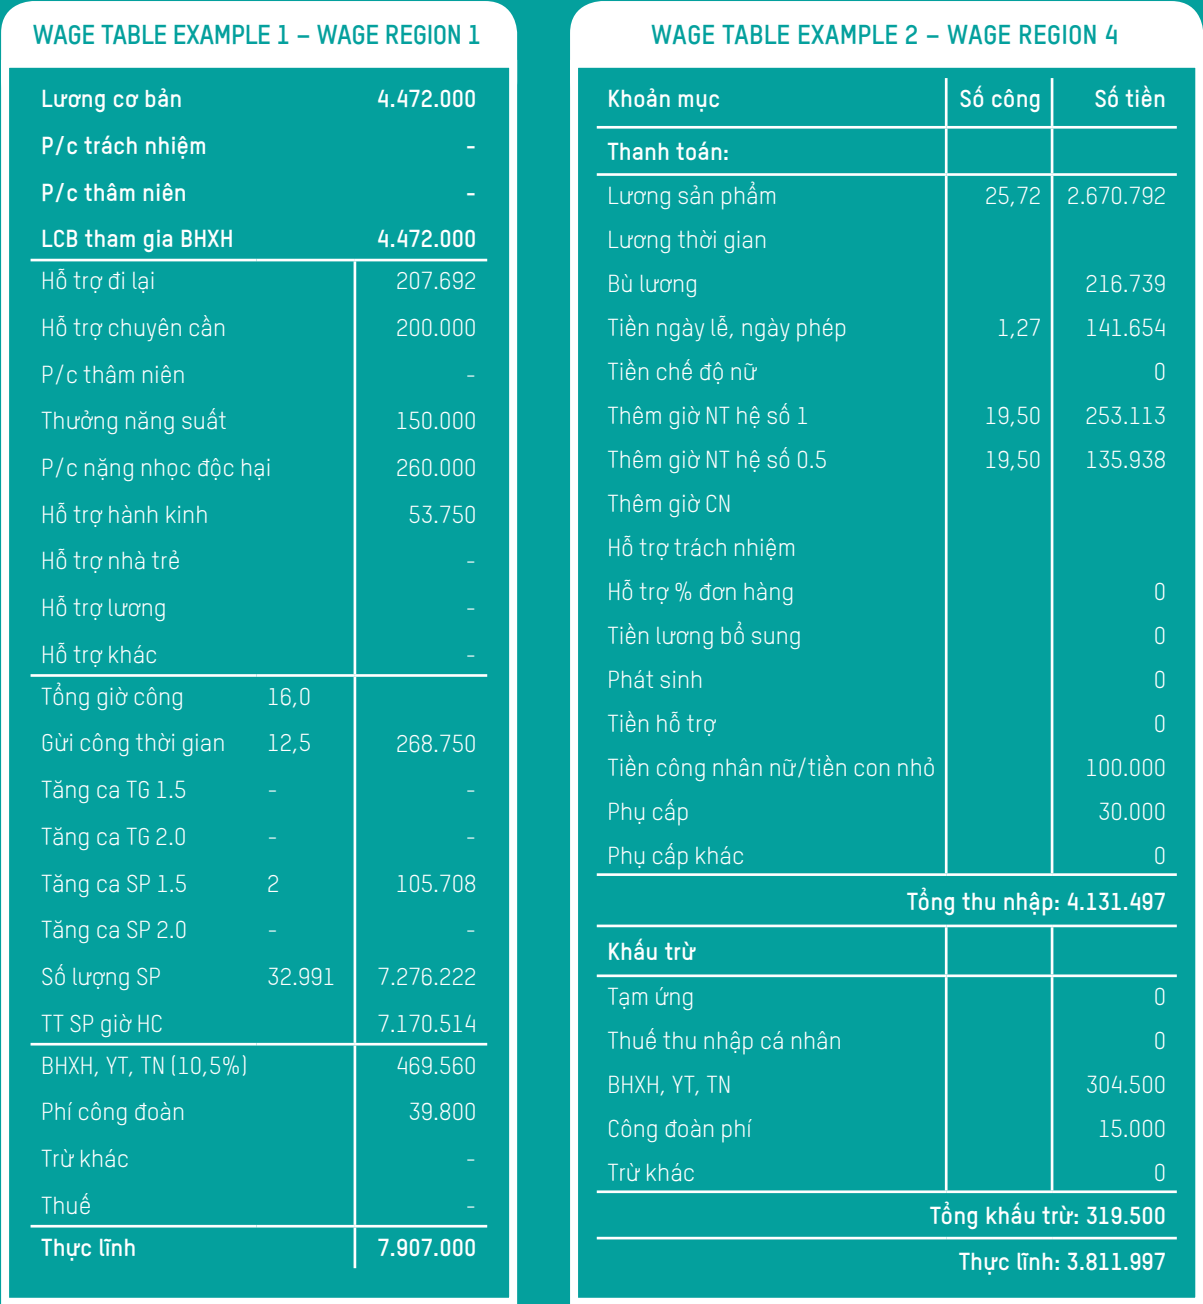 WAGE TABLE EXAMPLE 1 – WAGE REGION 1
Lương cơ bản 4.472.000
P/c trách nhiệm -
P/c thâm niên -
LCB tham gia BHXH 4.472.000
Hỗ trợ đi lại 207.692
Hỗ trợ chuyên cần 200.000
P/c thâm niên -
Thưởng năng suất 150.000
P/c nặng nhọc độc hại 260.000
Hỗ trợ hành kinh 53.750
Hỗ trợ nhà trẻ -
Hỗ trợ lương -
Hỗ trợ khác -
Tổng giờ công 16,0
Gừi công thời gian 12,5 268.750
Tăng ca TG 1.5 - -
Tăng ca TG 2.0 - -
Tăng ca SP 1.5 2 105.708
Tăng ca SP 2.0 - -
Số lượng SP 32.991 7.276.222
TT SP giờ HC 7.170.514
BHXH, YT, TN (10,5%) 469.560
Phí công đoàn 39.800
Trừ khác -
Thuế -
Thực lĩnh 7.907.000
WAGE TABLE EXAMPLE 2 – WAGE REGION 4
Khoản mục Số công Số tiền
Thanh toán:
Lương sản phẩm 25,72 2.670.792
Lương thời gian
Bù lương 216.739
Tiền ngày lễ, ngày phép 1,27 141.654
Tiền chế độ nữ 0
Thêm giờ NT hệ số 1 19,50 253.113
Thêm giờ NT hệ số 0.5 19,50 135.938
Thêm giờ CN
Hỗ trợ trách nhiệm
Hỗ trợ % đơn hàng 0
Tiền lương bổ sung 0
Phát sinh 0
Tiền hỗ trợ 0
Tiền công nhân nữ/tiền con nhỏ 100.000
Phụ cấp 30.000
Phụ cấp khác 0
Tổng thu nhập: 4.131.497
Khấu trừ
Tạm ứng 0
Thuế thu nhập cá nhân 0
BHXH, YT, TN 304.500
Công đoàn phí 15.000
Trừ khác 0
Tổng khấu trừ: 319.500
Thực lĩnh: 3.811.997